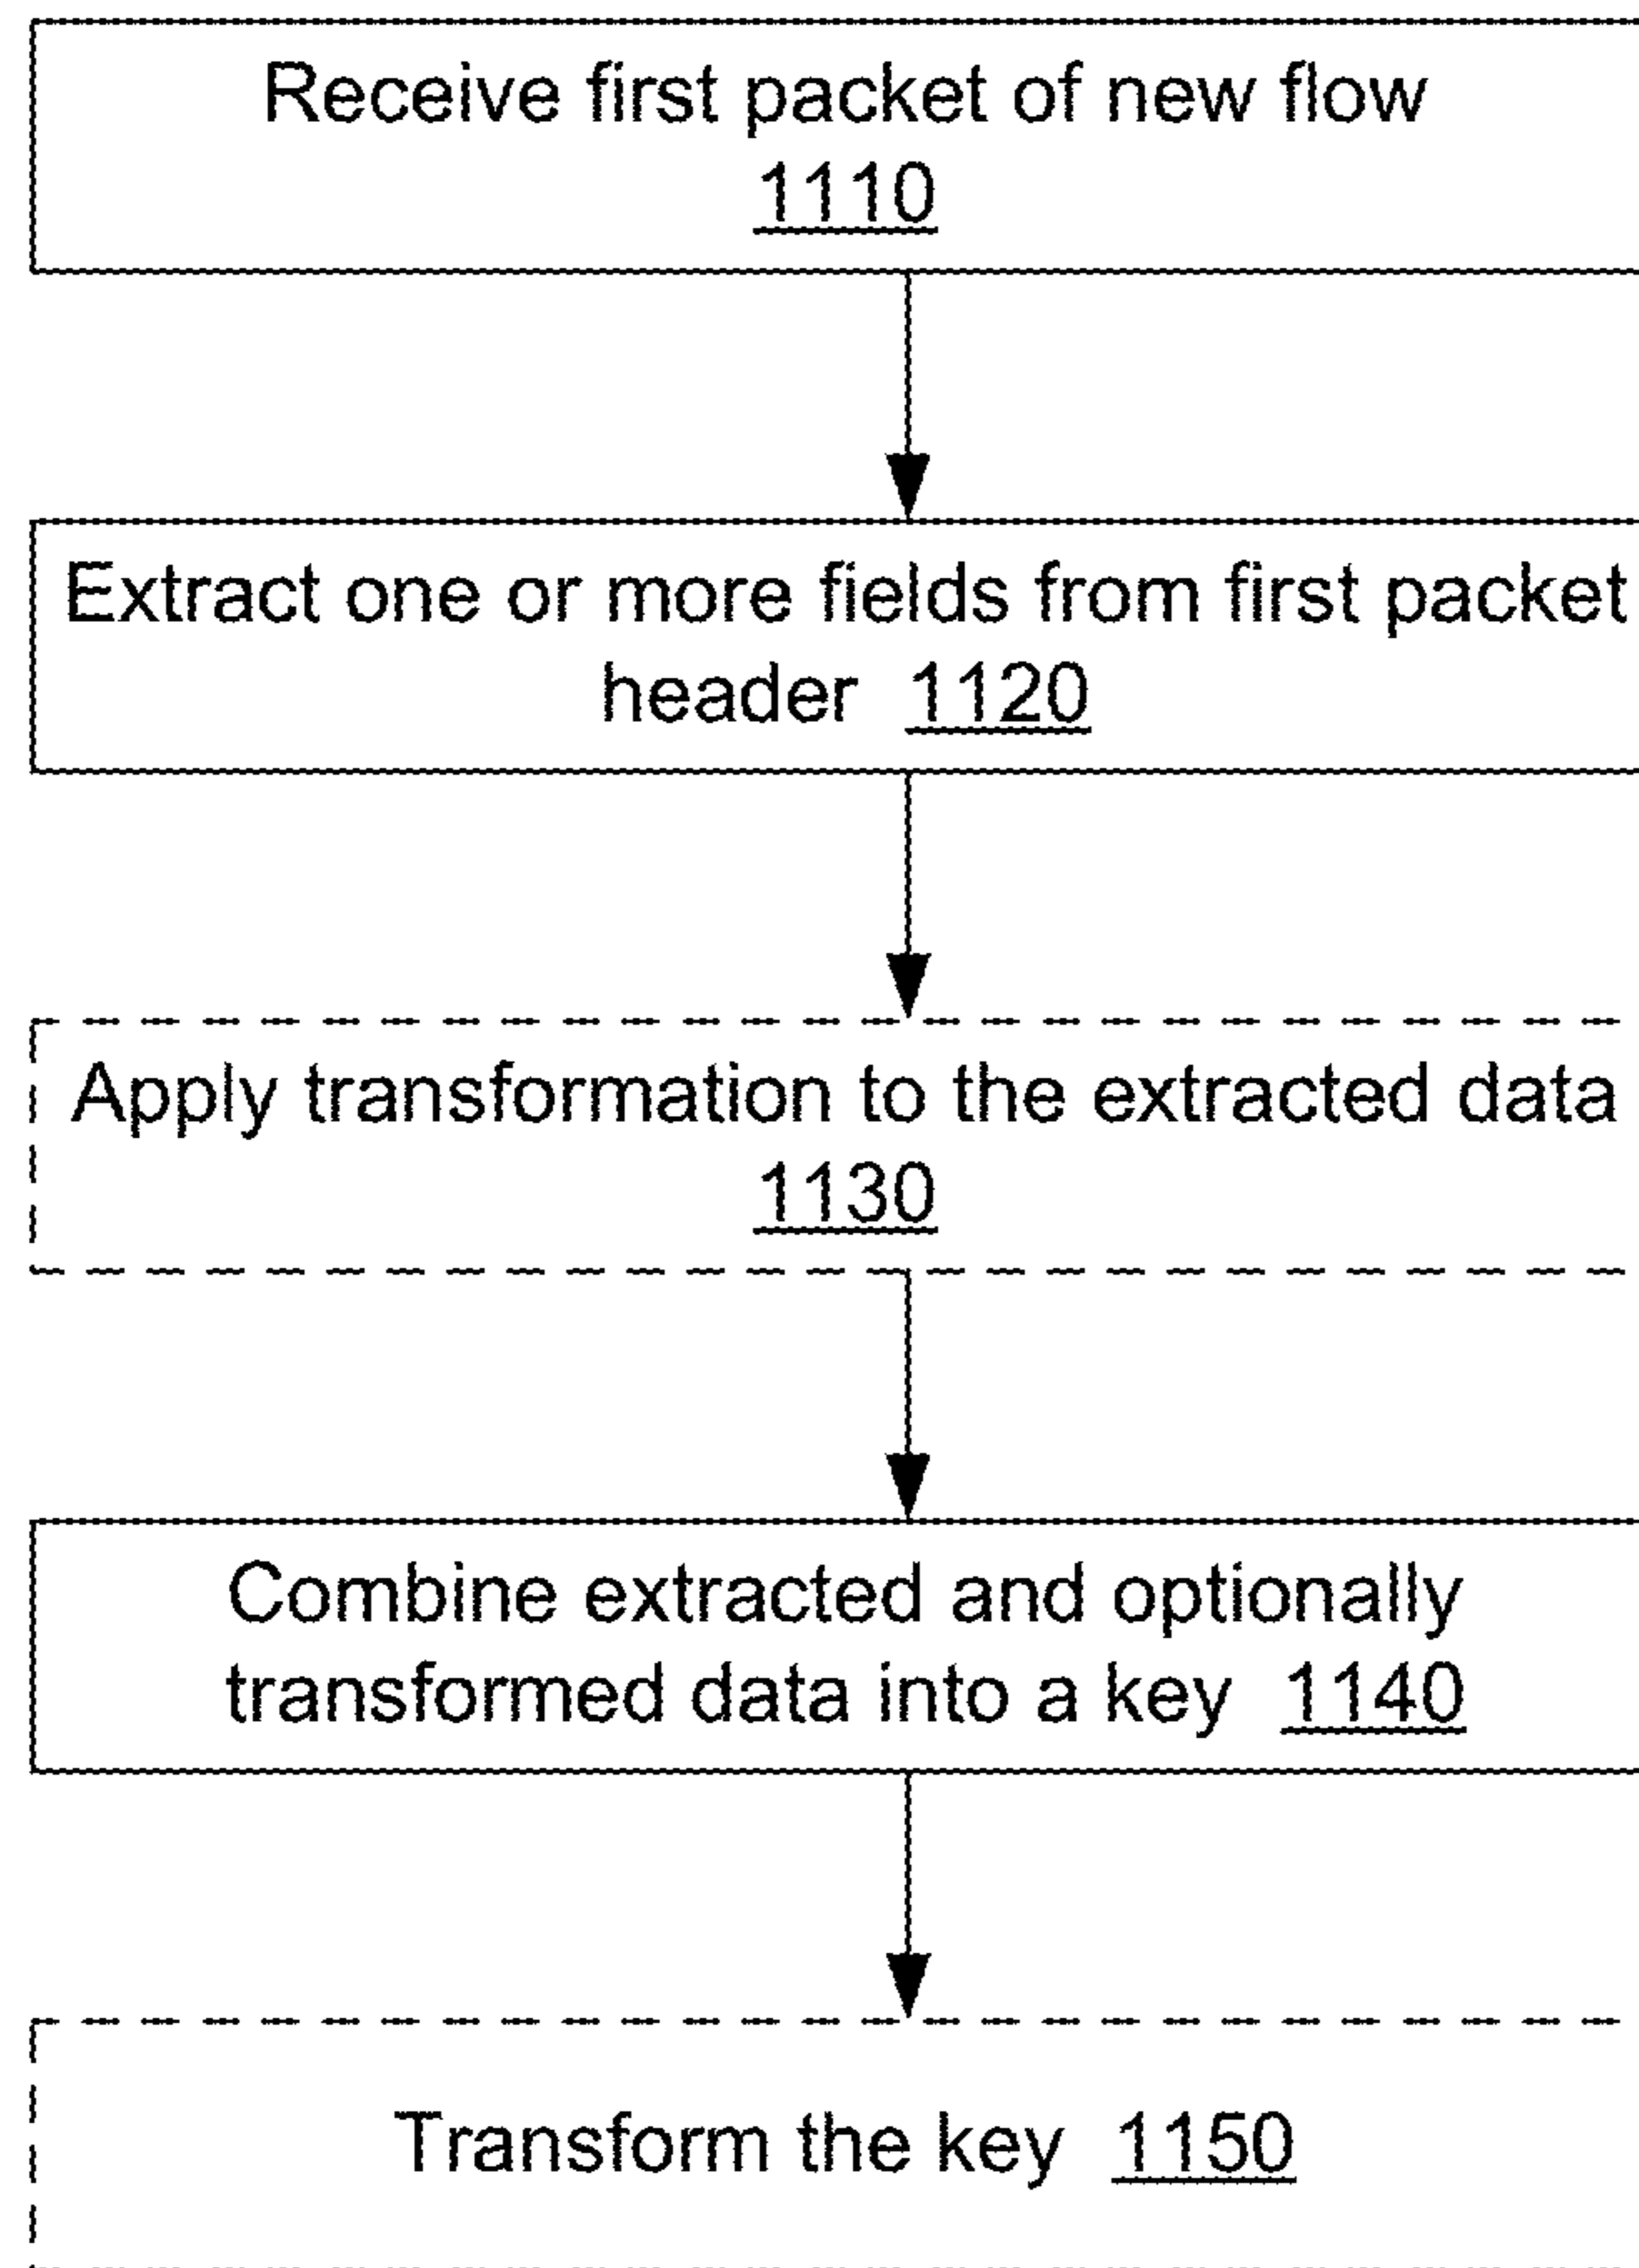 Receive first packet of new flow
1110
Extract one or more fields from first packet
header 1120
Apply transformation to the extracted data
1130
Combine extracted and optionally
transformed data into a key 1140
Transform the key 1150